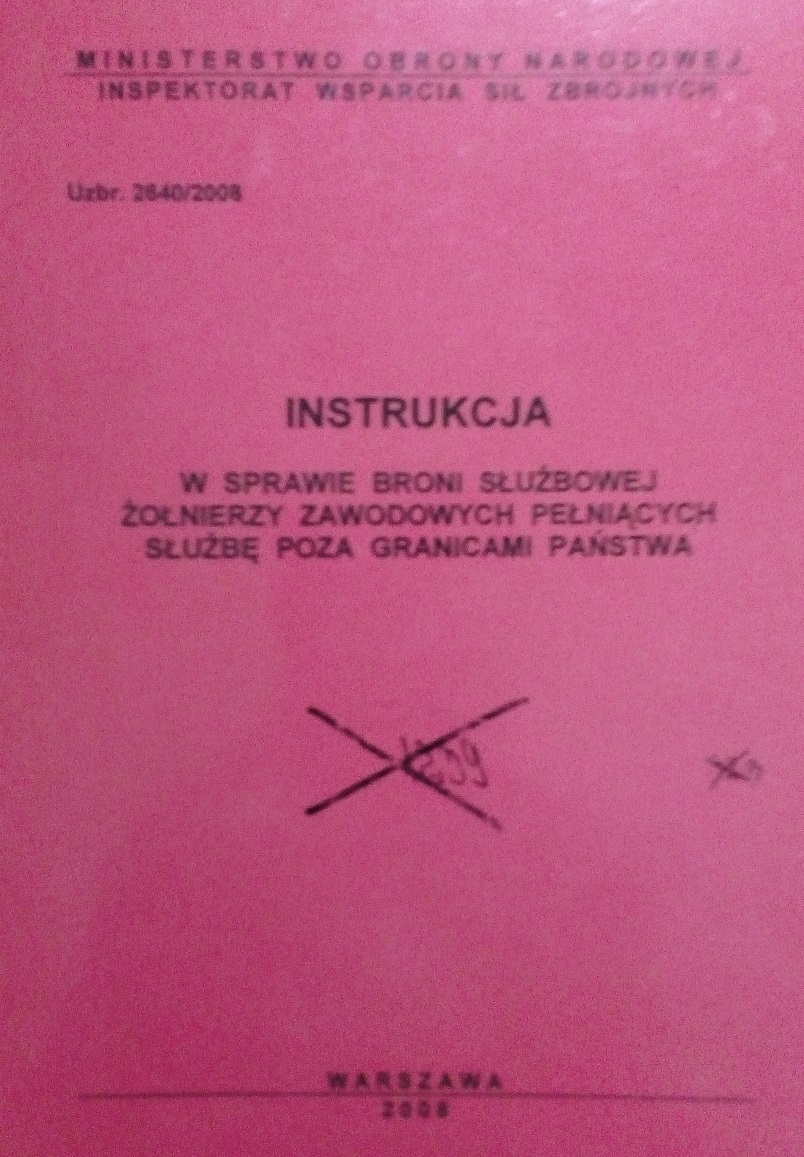 MINISTERSTWO OBRONY NARODOWEJ
INSPEKTORAT WSPARCIA SIŁ ZBROJNYCH
Uzbr. 2640/2008
INSTRUKCJA
W SPRAWIE BRONI SŁUŻBOWEJ
ŻOŁNIERZY ZAWODOWYCH PEŁNIĄCYCH
SŁUŻBĘ POZA GRANICAMI PAŃSTWA
WARSZAWA
2008